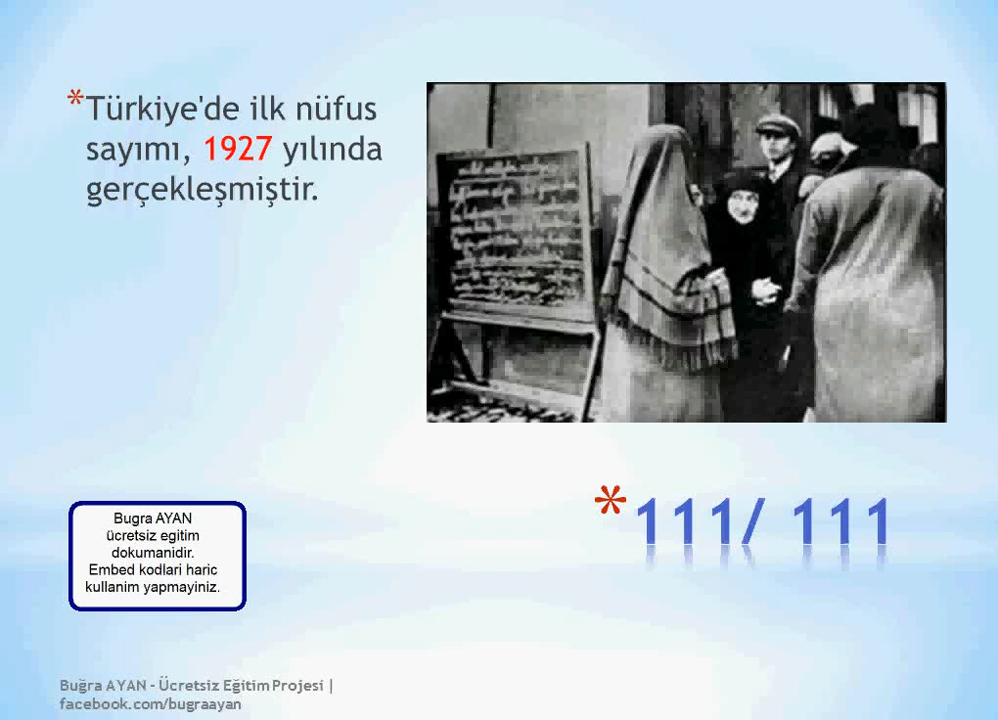 *Türkiye'de ilk nüfus
sayımı, 1927 yılında
gerçekleşmiştir.
*111/ 111
Bugra AYAN
ücretsiz egitim
dokumanidir.
Embed kodlari haric
kullanim yapmayiniz.
Buğra AYAN - Ücretsiz Eğitim Projesi |
facebook.com/bugraayan